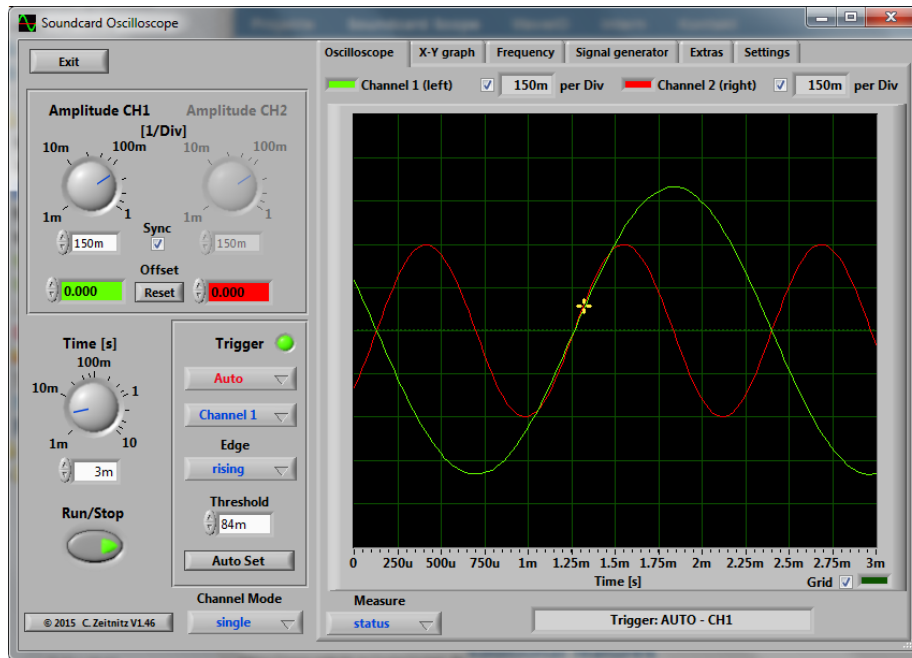 Soundcard Oscilloscope
Exit
Amplitude CH1 Amplitude CH2
[1/Div]
10m 100m 10m 100m
1m 1 1m 1
Sync
150m 150m
Offset
0.000 Reset 0.000
Time [s]
100m
10m 1
1m 10
3m
Run/Stop
Trigger
Auto
Channel 1
Edge
rising
Threshold
84m
Auto Set
Channel Mode
single
© 2015 C. Zeitnitz V1.46
Oscilloscope X-Y graph Frequency Signal generator Extras Settings
Channel 1 (left) 150m per Div Channel 2 (right) 150m per Div
0 250u 500u 750u 1m 1.25m 1.5m 1.75m 2m 2.25m 2.5m 2.75m 3m
Time [s]
Grid
Measure
status
Trigger: AUTO - CH1